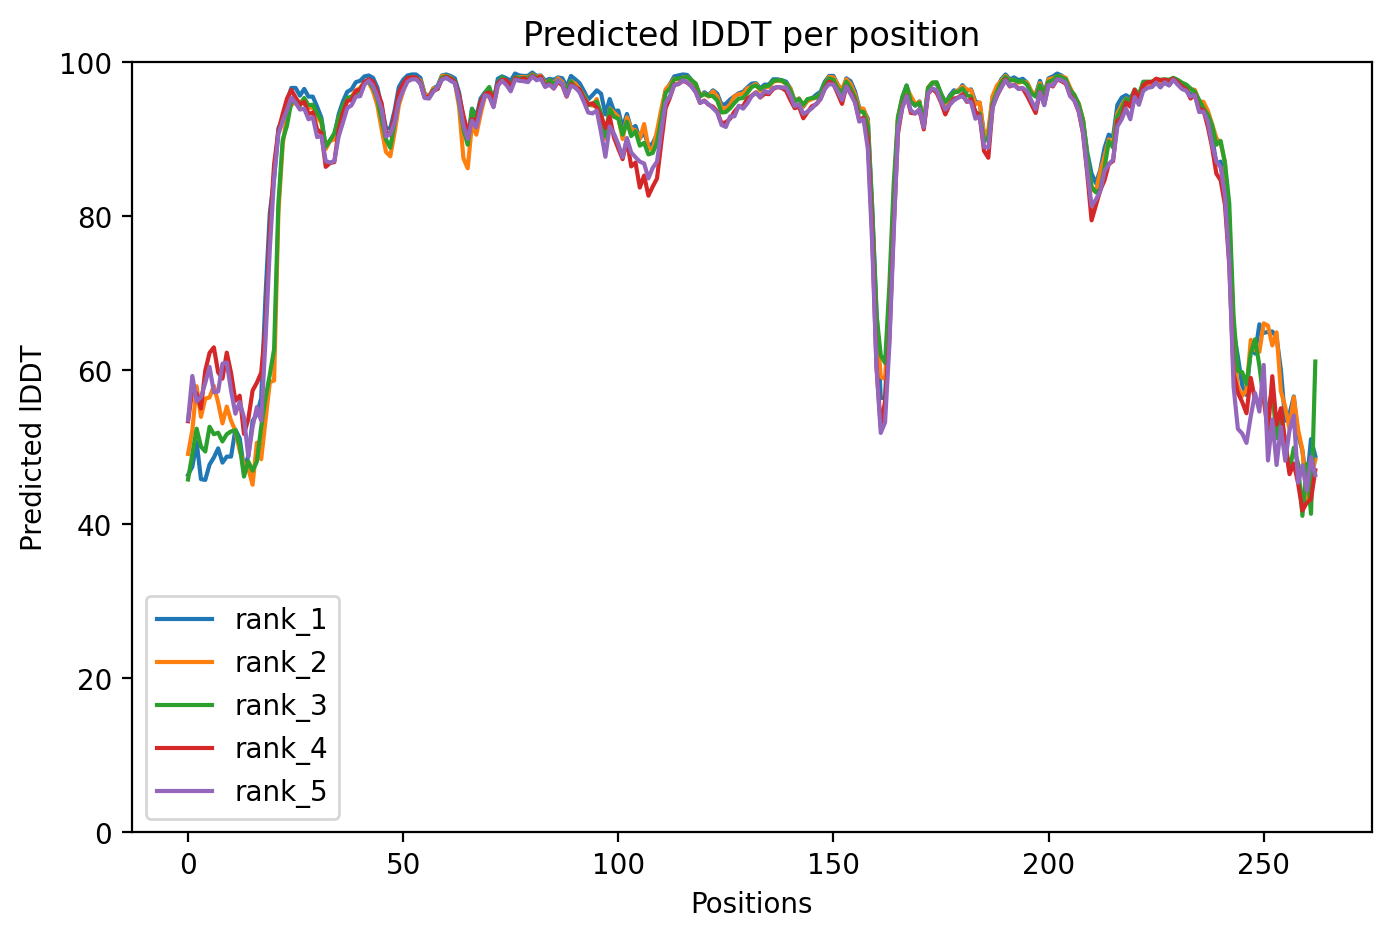 Predicted lDDT per position
Predicted lDDT
100
80
60
40
20
0
rank_1
rank_2
rank_3
rank_4
rank_5
0 50 100 150 200 250
Positions